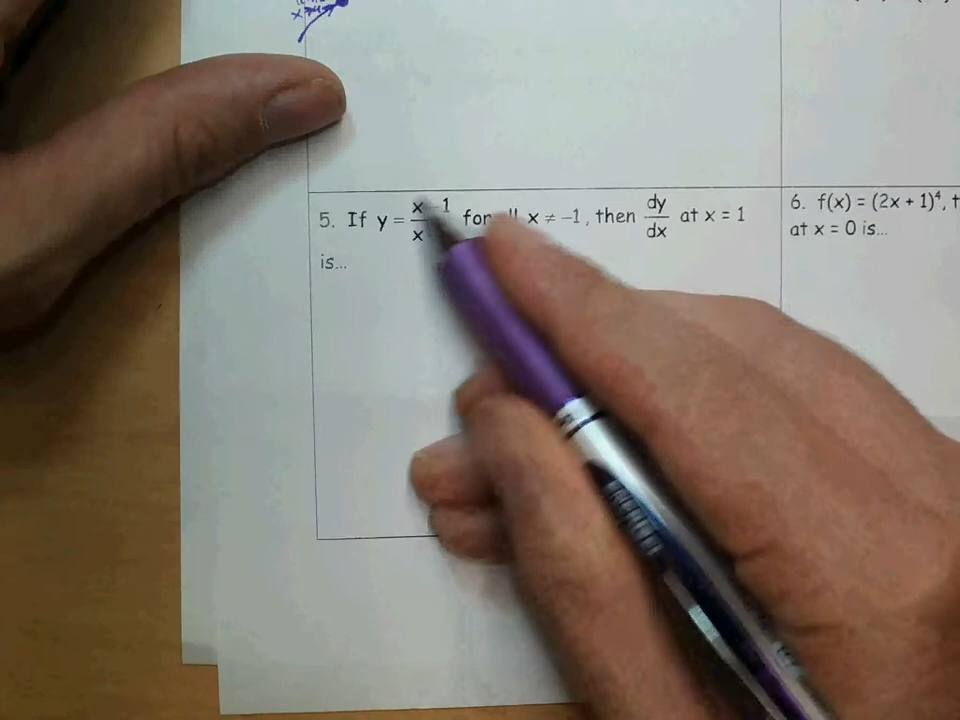 5. If y = x-1/x for x ≠ -1, then dy/dx at x = 1
is...
6. f(x) = (2x + 1)⁴,
at x = 0 is...